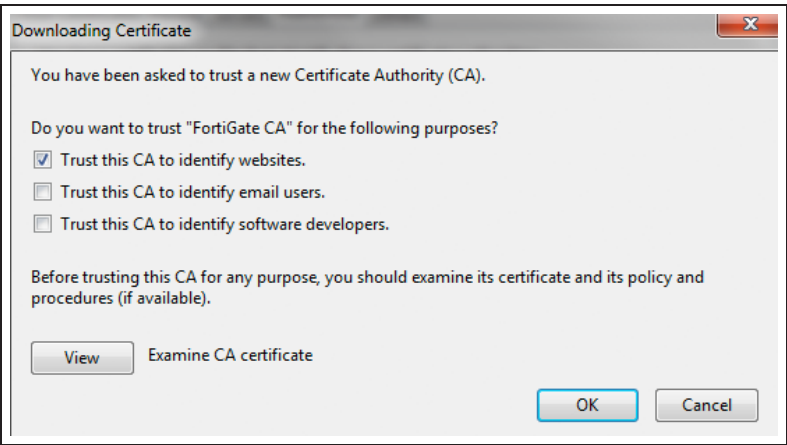 Downloading Certificate
You have been asked to trust a new Certificate Authority (CA).
Do you want to trust "FortiGate CA" for the following purposes?
Trust this CA to identify websites.
Trust this CA to identify email users.
Trust this CA to identify software developers.
Before trusting this CA for any purpose, you should examine its certificate and its policy and
procedures (if available).
View Examine CA certificate
OK Cancel